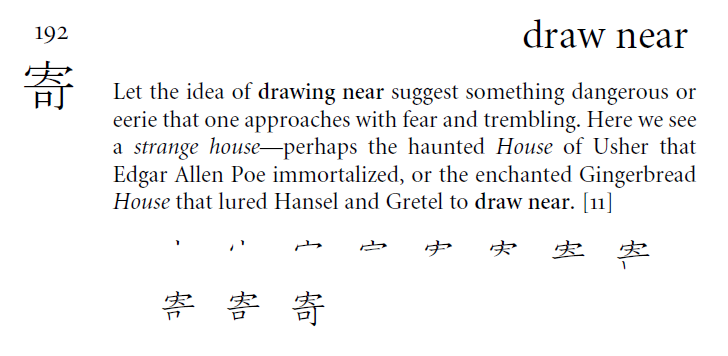 192
draw near
寄
Let the idea of drawing near suggest something dangerous or
eerie that one approaches with fear and trembling. Here we see
a strange house—perhaps the haunted House of Usher that
Edgar Allen Poe immortalized, or the enchanted Gingerbread
House that lured Hansel and Gretel to draw near. [11]